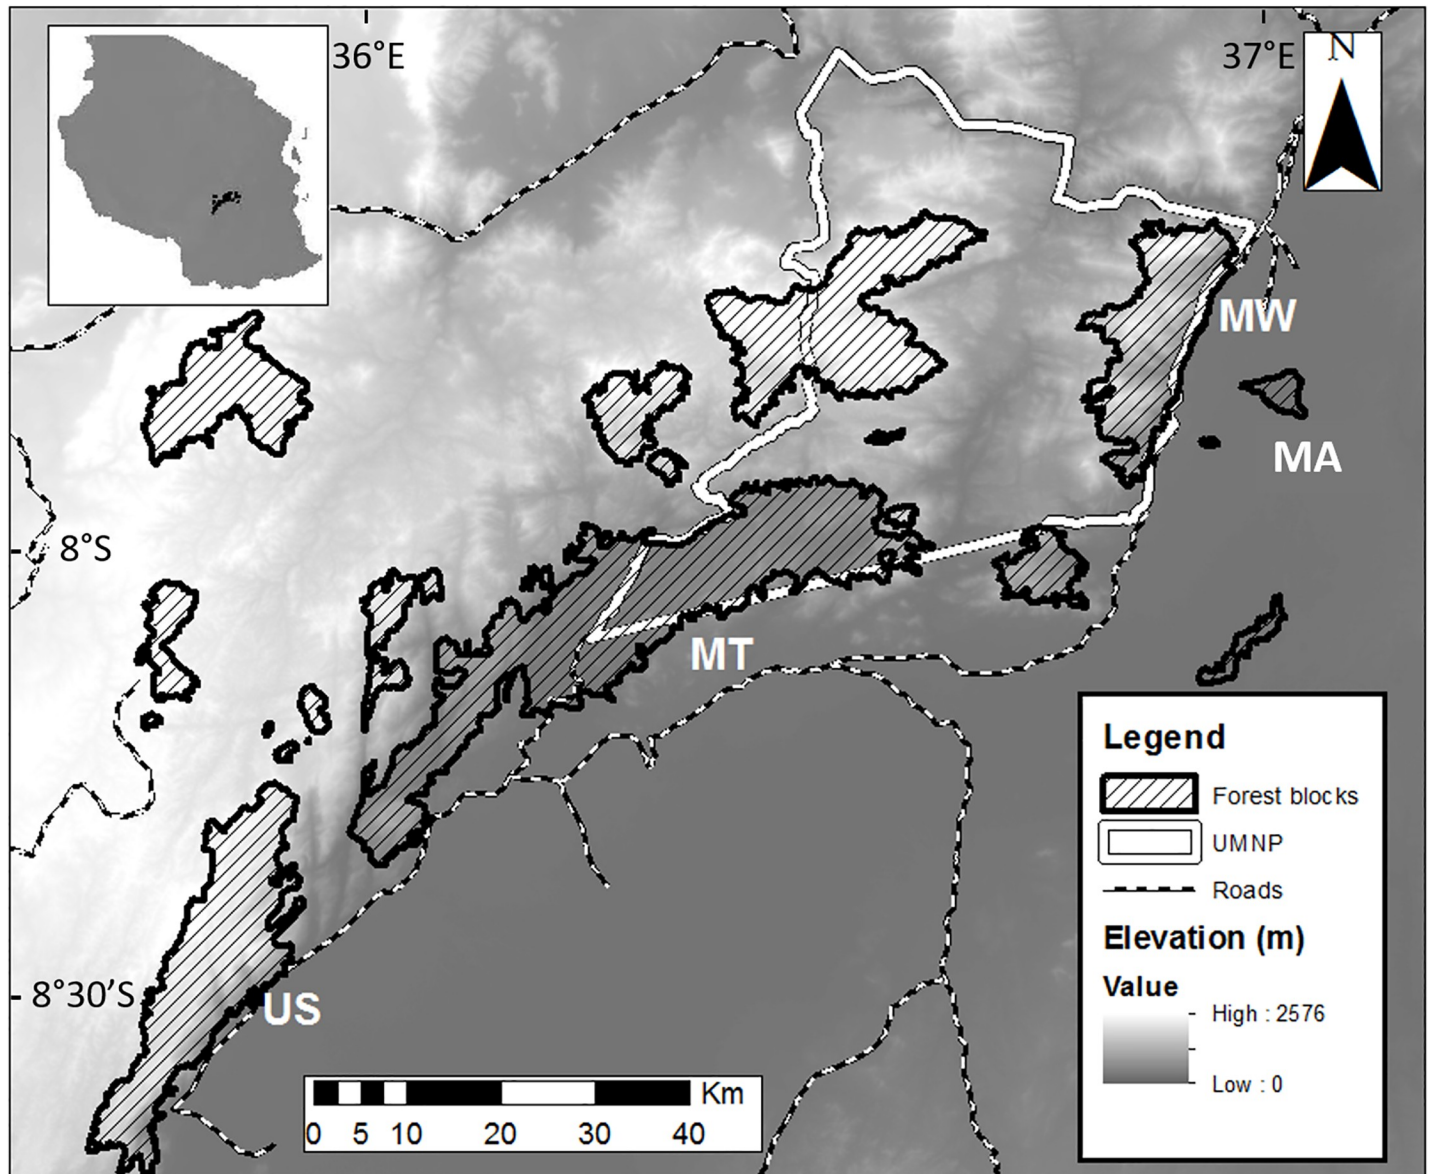 36°E
37°E
N
MW
MA
8°S
MT
8°30'S
US
Legend
Forest blocks
UMNP
Roads
Elevation (m)
Value
High : 2576
Low : 0
Km
0 5 10 20 30 40